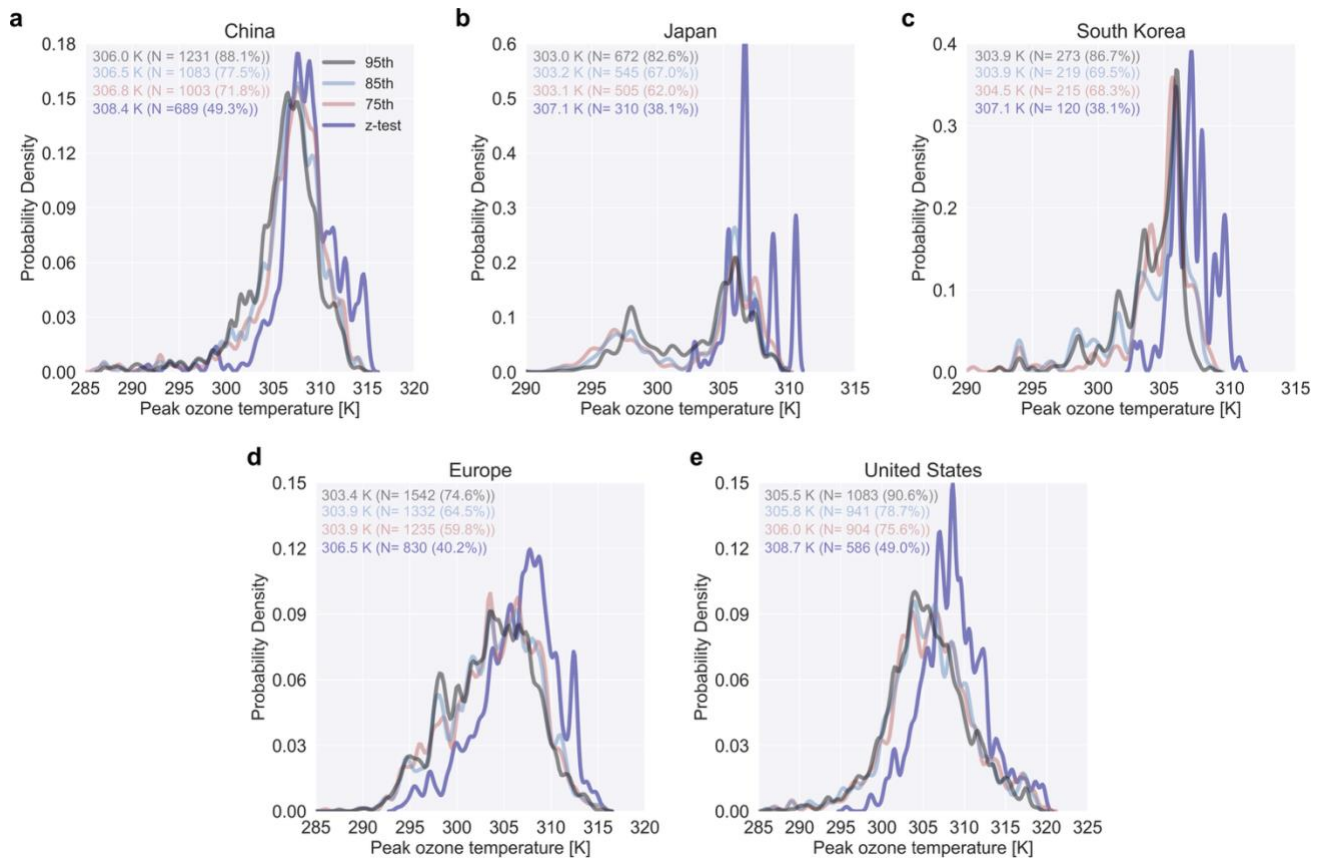 a
China
306.0 K (N = 1231 (88.1%))
306.5 K (N = 1083 (77.5%)
306.8 K (N = 1003 (71.8%)
308.4 K (N =689 (49.3%))
95th
85th
75th
z-test
0.18
0.15
0.12
0.09
0.06
0.03
0.00
Probability Density
285 290 295 300 305 310 315 320
Peak ozone temperature [K]
b
Japan
303.0 K (N= 672 (82.6%))
303.2 K (N= 545 (67.0%))
303.1 K (N= 505 (62.0%))
307.1 K (N= 310 (38.1%))
0.6
0.5
0.4
0.3
0.2
0.1
0.0
Probability Density
290 295 300 305 310 315
Peak ozone temperature [K]
c
South Korea
303.9 K (N= 273 (86.7%)
303.9 K (N= 219 (69.5%)
304.5 K (N= 215 (68.3%)
307.1 K (N= 120 (38.1%)
0.4
0.3
0.2
0.1
0.0
Probability Density
290 295 300 305 310 315
Peak ozone temperature [K]
d
Europe
303.4 K (N= 1542 (74.6%))
303.9 K (N= 1332 (64.5%))
303.9 K (N= 1235 (59.8%))
306.5 K (N= 830 (40.2%))
0.15
0.12
0.09
0.06
0.03
0.00
Probability Density
285 290 295 300 305 310 315 320
Peak ozone temperature [K]
e
United States
305.5 K (N= 1083 (90.6%))
305.8 K (N= 941 (78.7%))
306.0 K (N= 904 (75.6%))
308.7 K (N= 586 (49.0%))
0.15
0.12
0.09
0.06
0.03
0.00
Probability Density
285 290 295 300 305 310 315 320 325
Peak ozone temperature [K]